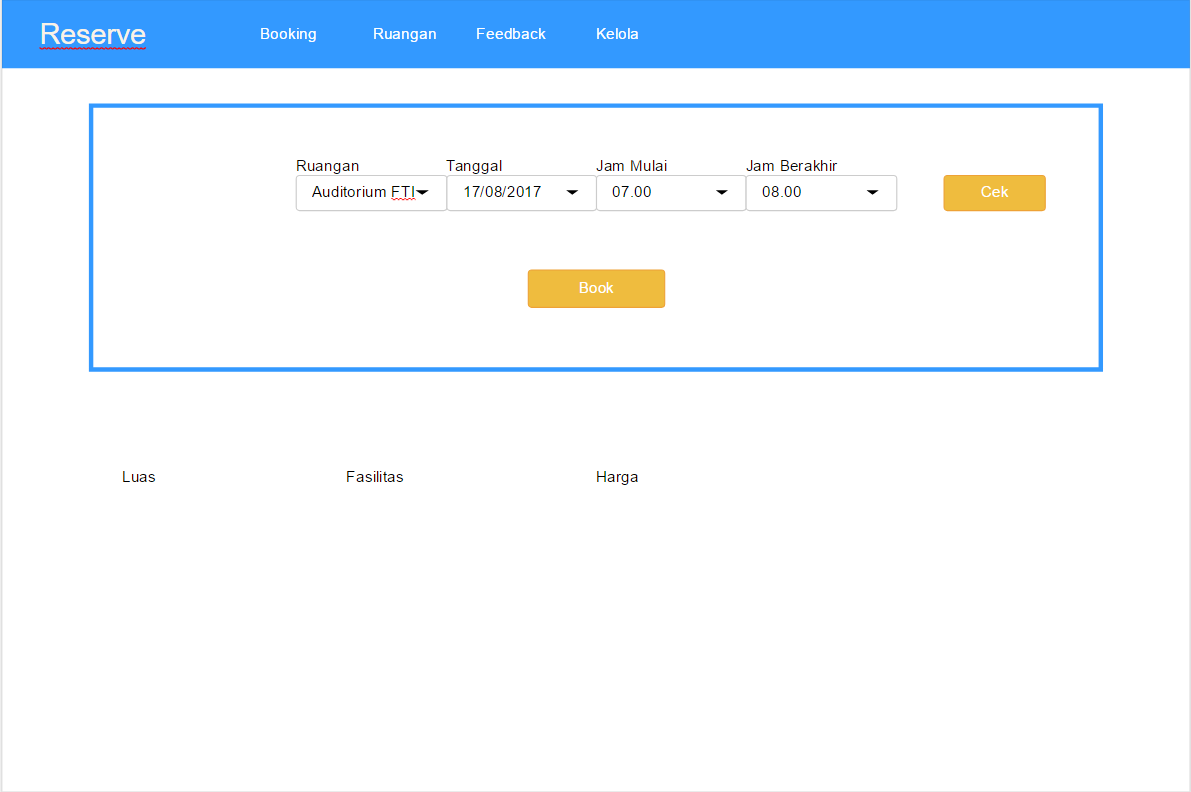 Reserve Booking Ruangan Feedback Kelola
Ruangan Tanggal Jam Mulai Jam Berakhir
Auditorium FTI 17/08/2017 07.00 08.00 Cek
Book
Luas Fasilitas Harga